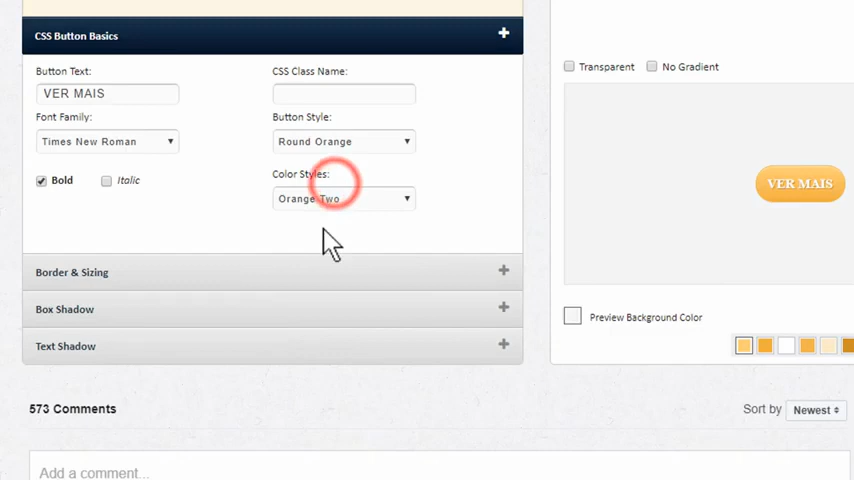 CSS Button Basics
Button Text:
CSS Class Name:
VER MAIS
Font Family:
Button Style:
Times New Roman
Round Orange
Bold
Italic
Color Styles:
Orange Two
Border & Sizing
Box Shadow
Text Shadow
Transparent
No Gradient
VER MAIS
Preview Background Color
573 Comments
Sort by
Newest
Add a comment...